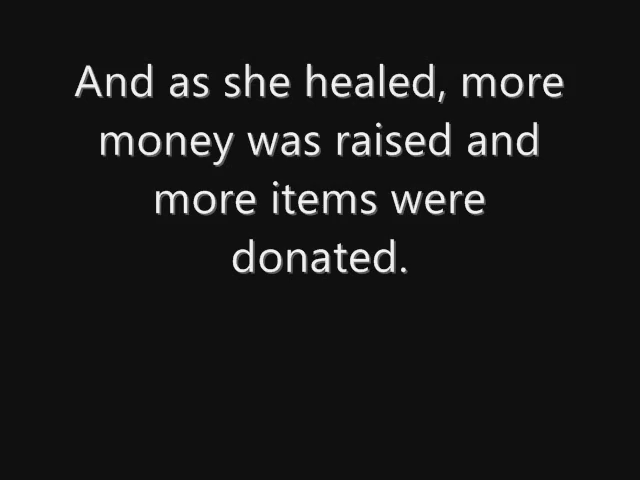 And as she healed, more
money was raised and
more items were
donated.